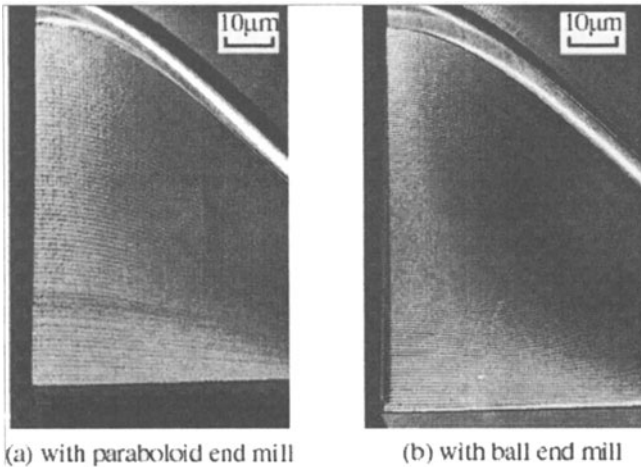 10μm
10μm
(a) with paraboloid end mill
(b) with ball end mill